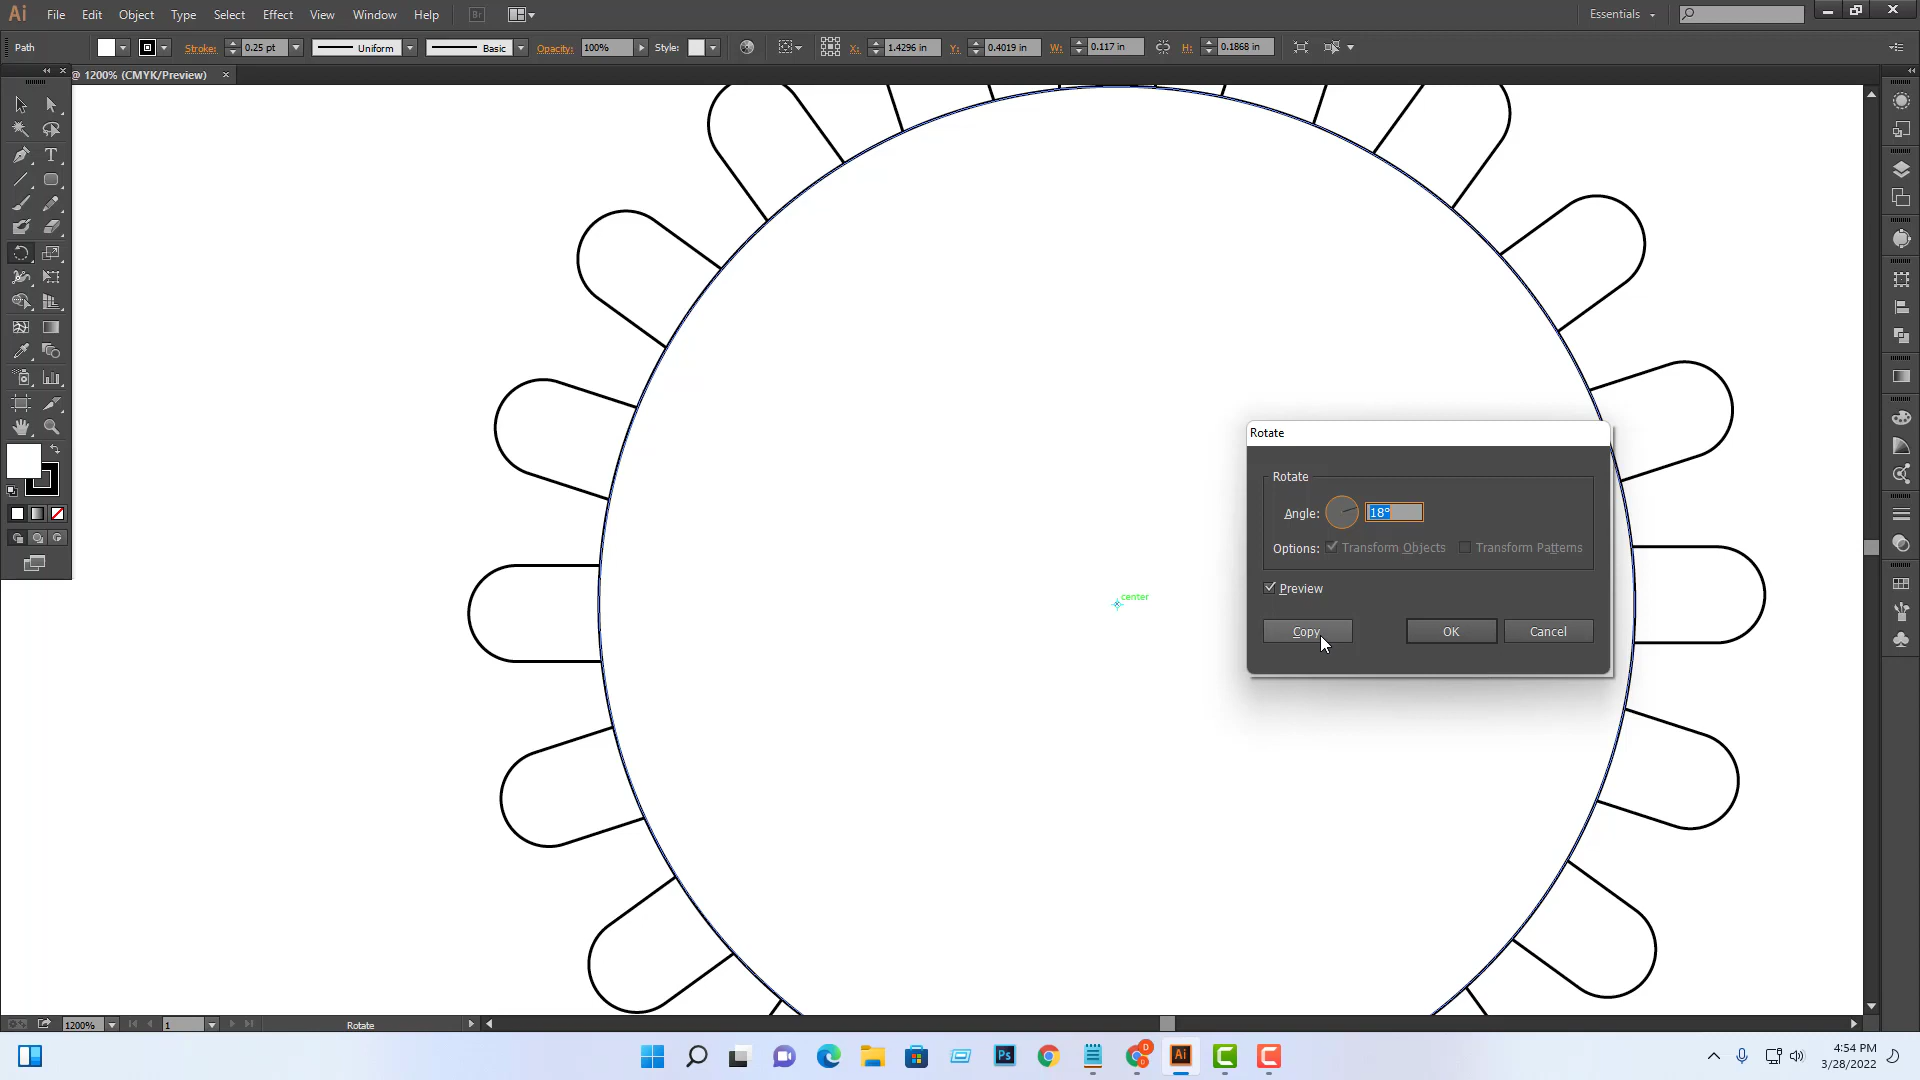 Ai File Edit Object Type Select Effect View Window Help Br Essentials
Path Stroke: 0.25 pt Uniform Basic Opacity: 100% Style: X: 1.4296 in Y: 0.4019 in W: 0.117 in H: 0.1868 in
@ 1200% (CMYK/Preview) ×
T
center
Rotate
Rotate
Angle: 18°
Options: Transform Objects Transform Patterns
Preview
Copy OK Cancel
1200% 1 Rotate
Ps D Ai
4:54 PM
3/28/2022